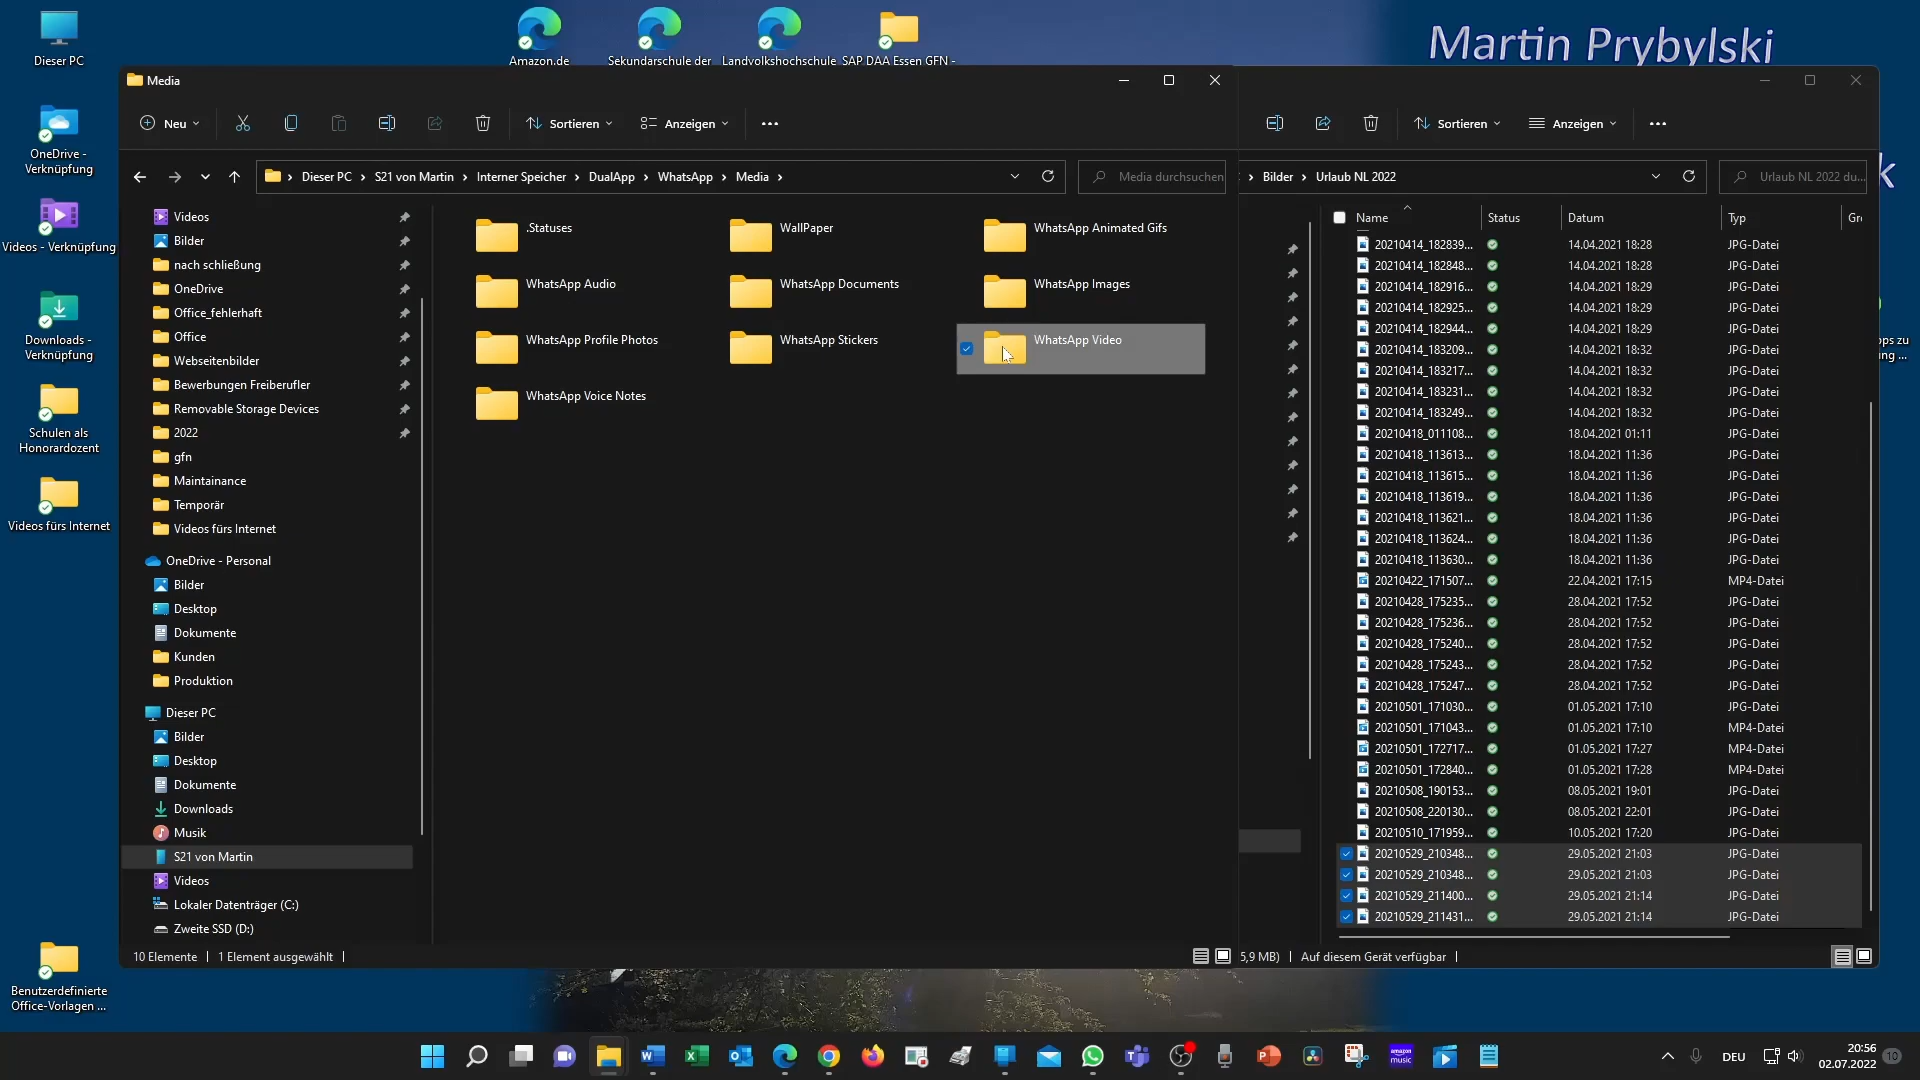 Dieser PC
Amazon.de
Sekundarschule der
Landvolkshochschule
SAP DAA Essen GFN -
Martin Prybylski
OneDrive -
Verknüpfung
Videos - Verknüpfung
Downloads -
Verknüpfung
Schulen als
Honorardozent
Videos fürs Internet
Benutzerdefinierte
Office-Vorlagen ...
Media
Neu
Sortieren
Anzeigen
Dieser PC
S21 von Martin
Interner Speicher
DualApp
WhatsApp
Media
Media durchsuchen
Videos
Bilder
nach schließung
OneDrive
Office_fehlerhaft
Office
Webseitenbilder
Bewerbungen Freiberufler
Removable Storage Devices
2022
gfn
Maintainance
Temporär
Videos fürs Internet
OneDrive - Personal
Bilder
Desktop
Dokumente
Kunden
Produktion
Dieser PC
Bilder
Desktop
Dokumente
Downloads
Musik
S21 von Martin
Videos
Lokaler Datenträger (C:)
Zweite SSD (D:)
.Statuses
WallPaper
WhatsApp Animated Gifs
WhatsApp Audio
WhatsApp Documents
WhatsApp Images
WhatsApp Profile Photos
WhatsApp Stickers
WhatsApp Video
WhatsApp Voice Notes
10 Elemente
1 Element ausgewählt
Sortieren
Anzeigen
Bilder
Urlaub NL 2022
Urlaub NL 2022 du...
Name Status Datum Typ Gr
20210414_182839... 14.04.2021 18:28 JPG-Datei
20210414_182848... 14.04.2021 18:28 JPG-Datei
20210414_182916... 14.04.2021 18:29 JPG-Datei
20210414_182925... 14.04.2021 18:29 JPG-Datei
20210414_182944... 14.04.2021 18:29 JPG-Datei
20210414_183209... 14.04.2021 18:32 JPG-Datei
20210414_183217... 14.04.2021 18:32 JPG-Datei
20210414_183231... 14.04.2021 18:32 JPG-Datei
20210414_183249... 14.04.2021 18:32 JPG-Datei
20210418_011108... 18.04.2021 01:11 JPG-Datei
20210418_113613... 18.04.2021 11:36 JPG-Datei
20210418_113615... 18.04.2021 11:36 JPG-Datei
20210418_113619... 18.04.2021 11:36 JPG-Datei
20210418_113621... 18.04.2021 11:36 JPG-Datei
20210418_113624... 18.04.2021 11:36 JPG-Datei
20210418_113630... 18.04.2021 11:36 JPG-Datei
20210422_171507... 22.04.2021 17:15 MP4-Datei
20210428_175235... 28.04.2021 17:52 JPG-Datei
20210428_175236... 28.04.2021 17:52 JPG-Datei
20210428_175240... 28.04.2021 17:52 JPG-Datei
20210428_175243... 28.04.2021 17:52 JPG-Datei
20210428_175247... 28.04.2021 17:52 JPG-Datei
20210501_171030... 01.05.2021 17:10 JPG-Datei
20210501_171043... 01.05.2021 17:10 MP4-Datei
20210501_172717... 01.05.2021 17:27 MP4-Datei
20210501_172840... 01.05.2021 17:28 MP4-Datei
20210508_190153... 08.05.2021 19:01 JPG-Datei
20210508_220130... 08.05.2021 22:01 JPG-Datei
20210510_171959... 10.05.2021 17:20 JPG-Datei
20210529_210348... 29.05.2021 21:03 JPG-Datei
20210529_210348... 29.05.2021 21:03 JPG-Datei
20210529_211400... 29.05.2021 21:14 JPG-Datei
20210529_211431... 29.05.2021 21:14 JPG-Datei
5,9 MB)
Auf diesem Gerät verfügbar
k
ps zu
ng ...
amazon
music
DEU
20:56
02.07.2022
10